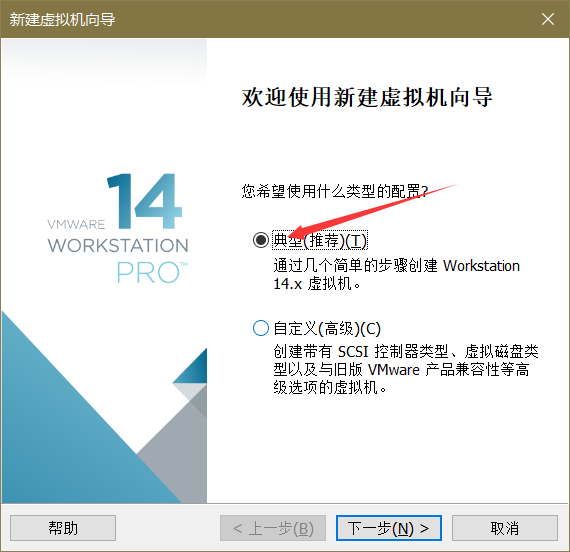 新建虚拟机向导
欢迎使用新建虚拟机向导
14
VMWARE
WORKSTATION
PRO™
您希望使用什么类型的配置?
典型(推荐)(T)
通过几个简单的步骤创建 Workstation
14.x 虚拟机。
自定义(高级)(C)
创建带有 SCSI 控制器类型、虚拟磁盘类
型以及与旧版 VMware 产品兼容性等高
级选项的虚拟机。
帮助
< 上一步(B)
下一步(N) >
取消